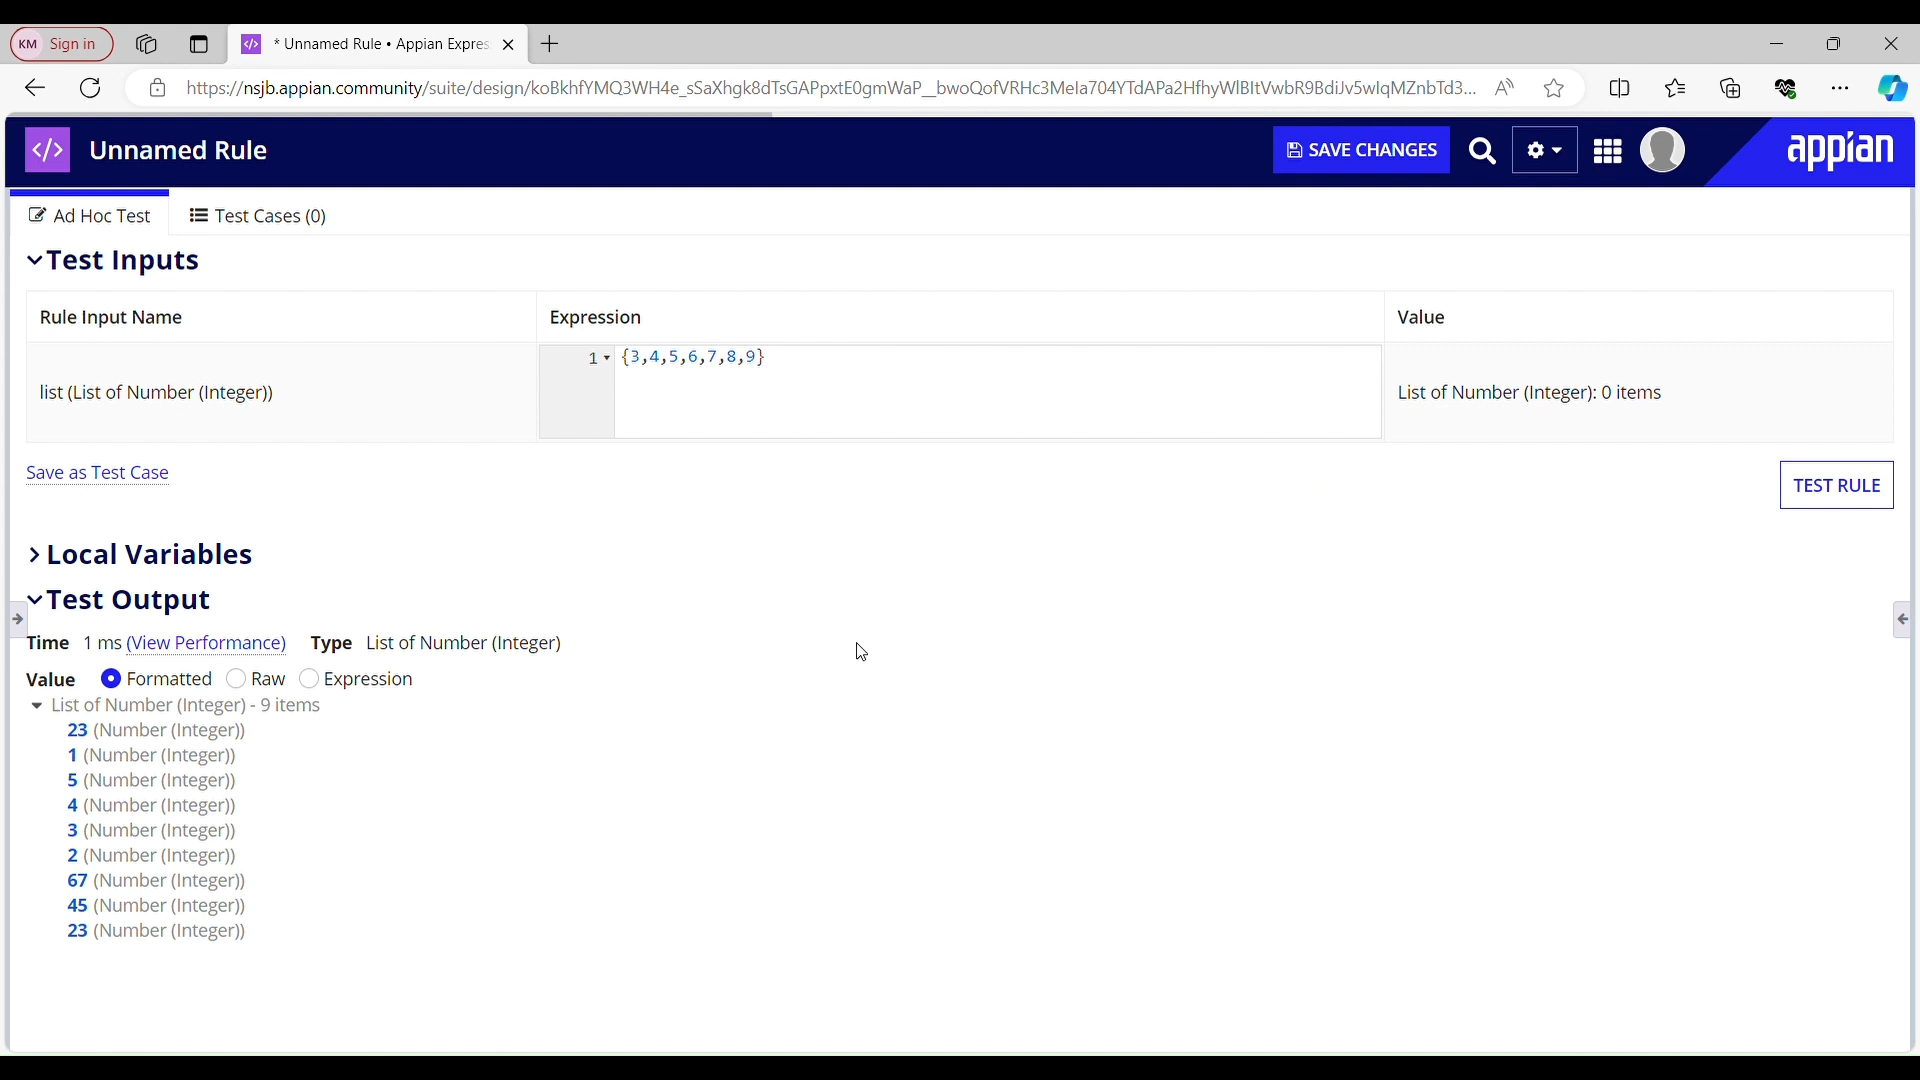 KM Sign in
* Unnamed Rule • Appian Expres
https://nsjb.appian.community/suite/design/koBkhfYMQ3WH4e_sSaXhgk8dTsGAPpxtE0gmWaP__bwoQofVRHc3MeIa704YTdAPa2HfhyWlBItVwbR9BdiJv5wIqMZnbTd3...
Unnamed Rule
SAVE CHANGES
appian
Ad Hoc Test
Test Cases (0)
Test Inputs
Rule Input Name Expression Value
list (List of Number (Integer)) 1 {3,4,5,6,7,8,9} List of Number (Integer): 0 items
Save as Test Case
TEST RULE
Local Variables
Test Output
Time 1 ms (View Performance) Type List of Number (Integer)
Value Formatted Raw Expression
List of Number (Integer) - 9 items
23 (Number (Integer))
1 (Number (Integer))
5 (Number (Integer))
4 (Number (Integer))
3 (Number (Integer))
2 (Number (Integer))
67 (Number (Integer))
45 (Number (Integer))
23 (Number (Integer))